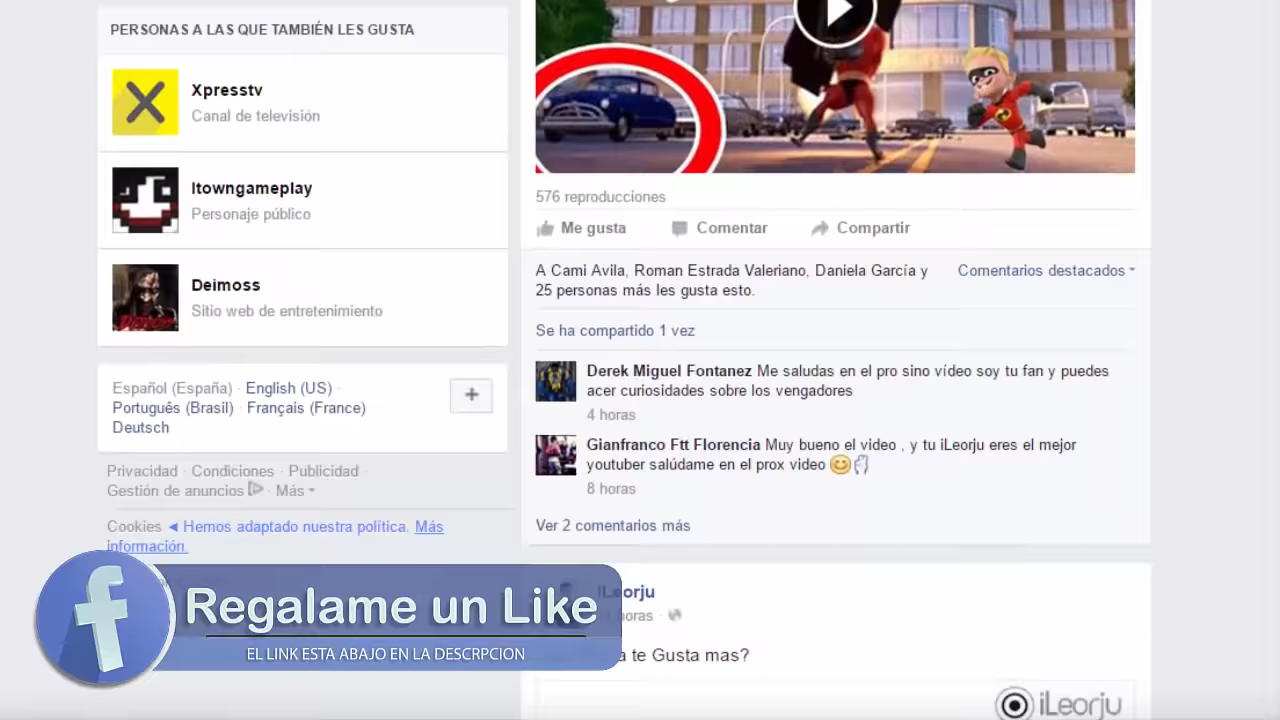 PERSONAS A LAS QUE TAMBIÉN LES GUSTA
Xpresstv
Canal de televisión
Itowngameplay
Personaje público
Deimoss
Sitio web de entretenimiento
Español (España) · English (US) ·
Português (Brasil) · Français (France)
Deutsch
+
Privacidad · Condiciones · Publicidad ·
Gestión de anuncios · Más
Cookies ◄ Hemos adaptado nuestra política. Más
información.
576 reproducciones
Me gusta Comentar Compartir
A Cami Avila, Roman Estrada Valeriano, Daniela García y
25 personas más les gusta esto.
Comentarios destacados
Se ha compartido 1 vez
Derek Miguel Fontanez Me saludas en el pro sino vídeo soy tu fan y puedes
acer curiosidades sobre los vengadores
4 horas
Gianfranco Ftt Florencia Muy bueno el video , y tu iLeorju eres el mejor
youtuber salúdame en el prox video 😊✌
8 horas
Ver 2 comentarios más
iLeorju
horas ·
a te Gusta mas?
iLeorju
f
Regalame un Like
EL LINK ESTA ABAJO EN LA DESCRPCION